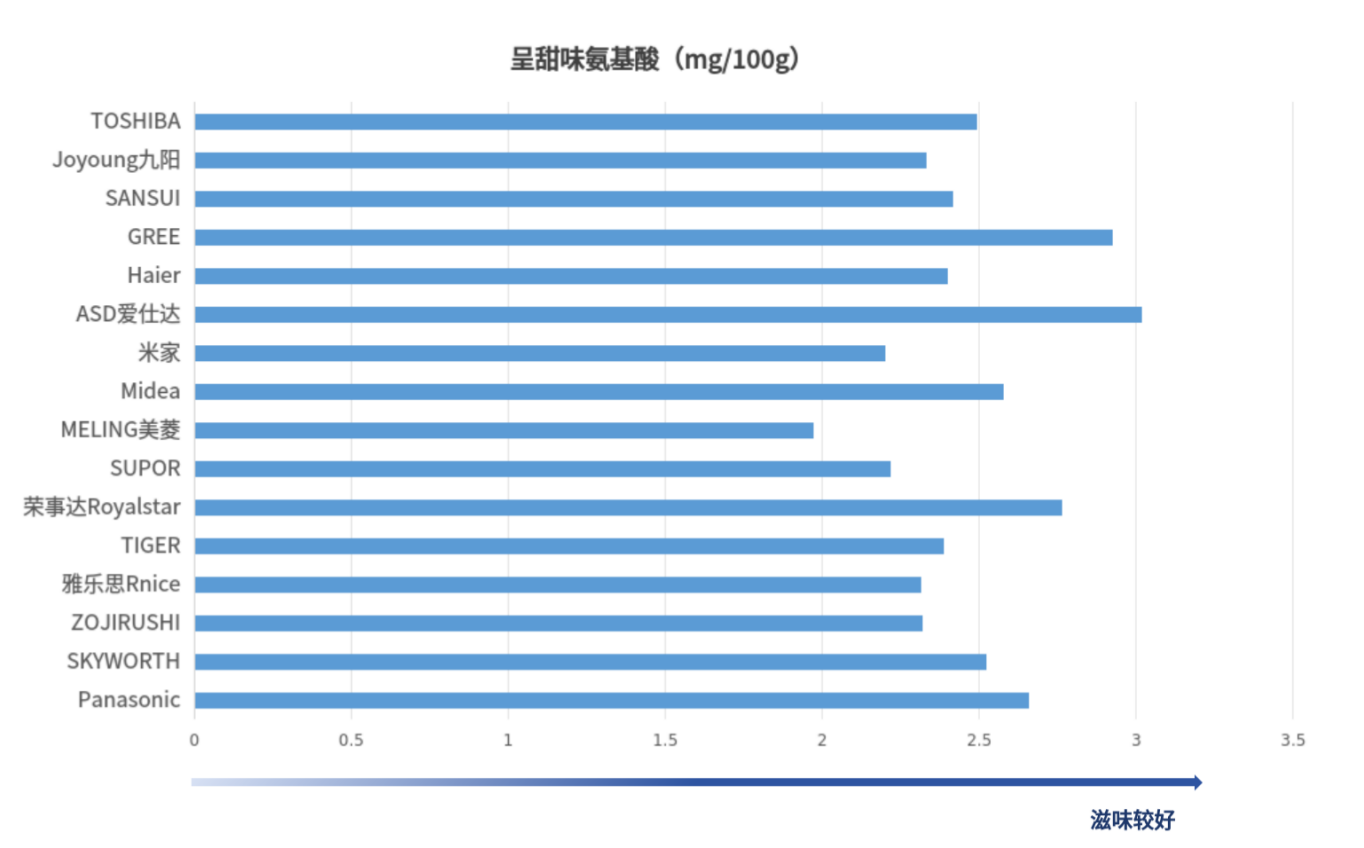 呈甜味氨基酸（mg/100g）
TOSHIBA
Joyoung九阳
SANSUI
GREE
Haier
ASD爱仕达
米家
Midea
MELING美菱
SUPOR
荣事达Royalstar
TIGER
雅乐思Rnice
ZOJIRUSHI
SKYWORTH
Panasonic
0 0.5 1 1.5 2 2.5 3 3.5
滋味较好